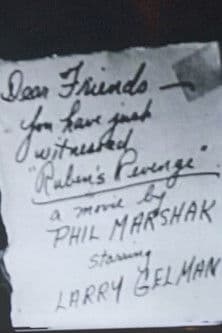 Dear Friends —
you have just
witnessed
"Ruben's Revenge"
a movie by
PHIL MARSHAK
Starring
LARRY GELMAN